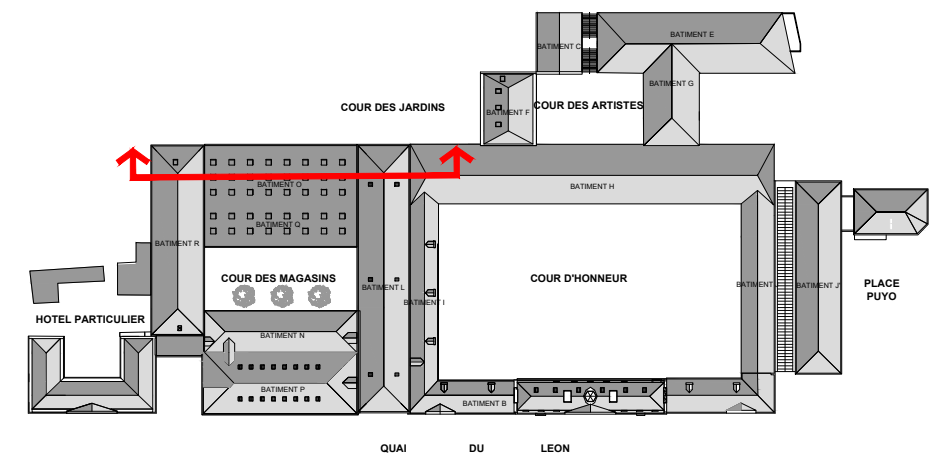 BATIMENT E
BATIMENT C
BATIMENT G
COUR DES JARDINS
COUR DES ARTISTES
BATIMENT F
BATIMENT O
BATIMENT H
BATIMENT Q
BATIMENT R
COUR DES MAGASINS
COUR D'HONNEUR
BATIMENT L
BATIMENT J'
PLACE
PUYO
BATIMENT I
HOTEL PARTICULIER
BATIMENT N
BATIMENT P
BATIMENT B
QUAI DU LEON